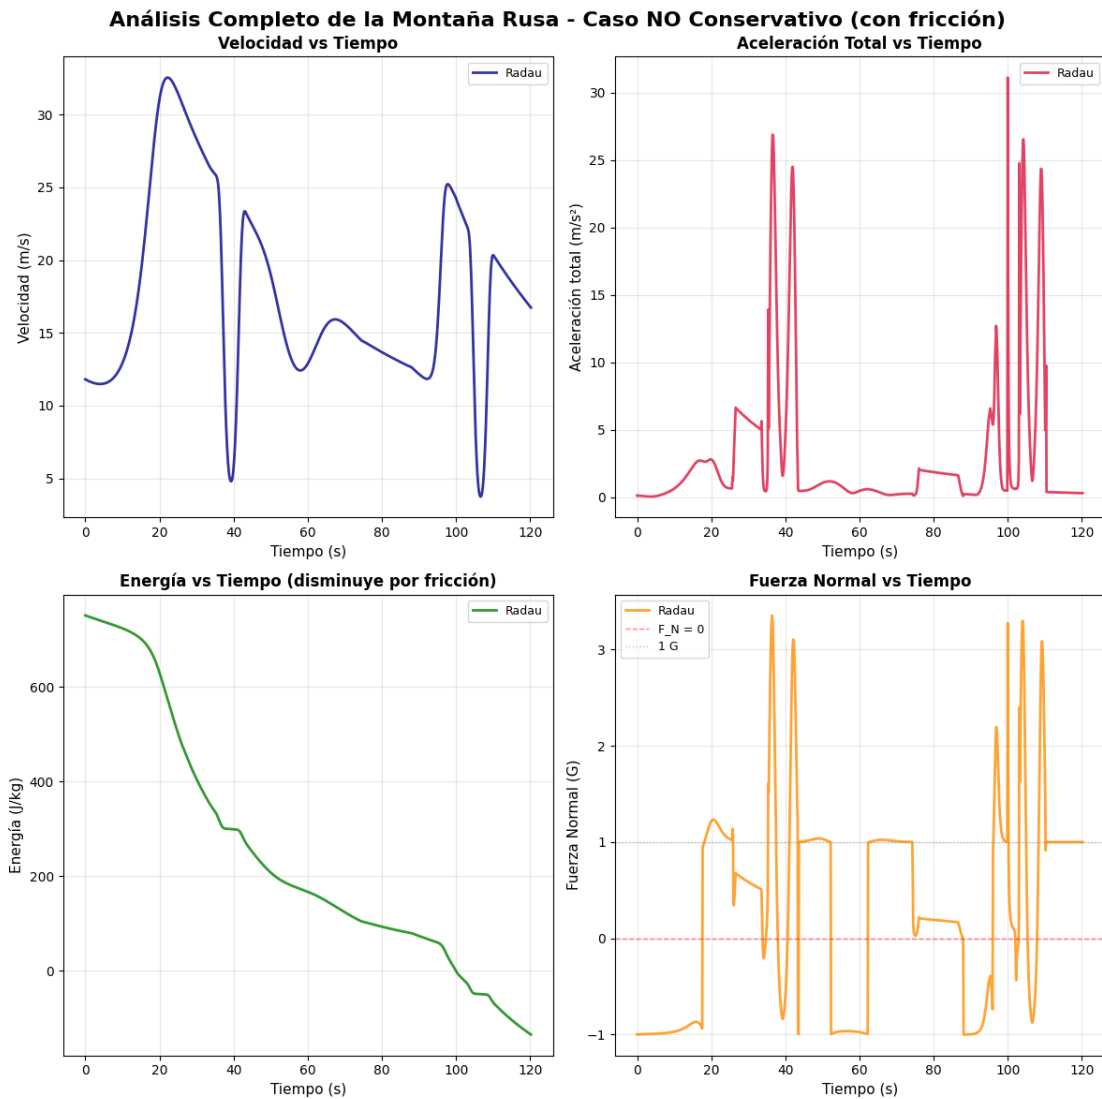 Análisis Completo de la Montaña Rusa - Caso NO Conservativo (con fricción)
Velocidad vs Tiempo
Radau
30
25
20
15
10
5
Velocidad (m/s)
0 20 40 60 80 100 120
Tiempo (s)
Aceleración Total vs Tiempo
Radau
30
25
20
15
10
5
0
Aceleración total (m/s²)
0 20 40 60 80 100 120
Tiempo (s)
Energía vs Tiempo (disminuye por fricción)
Radau
600
400
200
0
Energía (J/kg)
0 20 40 60 80 100 120
Tiempo (s)
Fuerza Normal vs Tiempo
Radau
F_N = 0
1 G
3
2
1
0
−1
Fuerza Normal (G)
0 20 40 60 80 100 120
Tiempo (s)